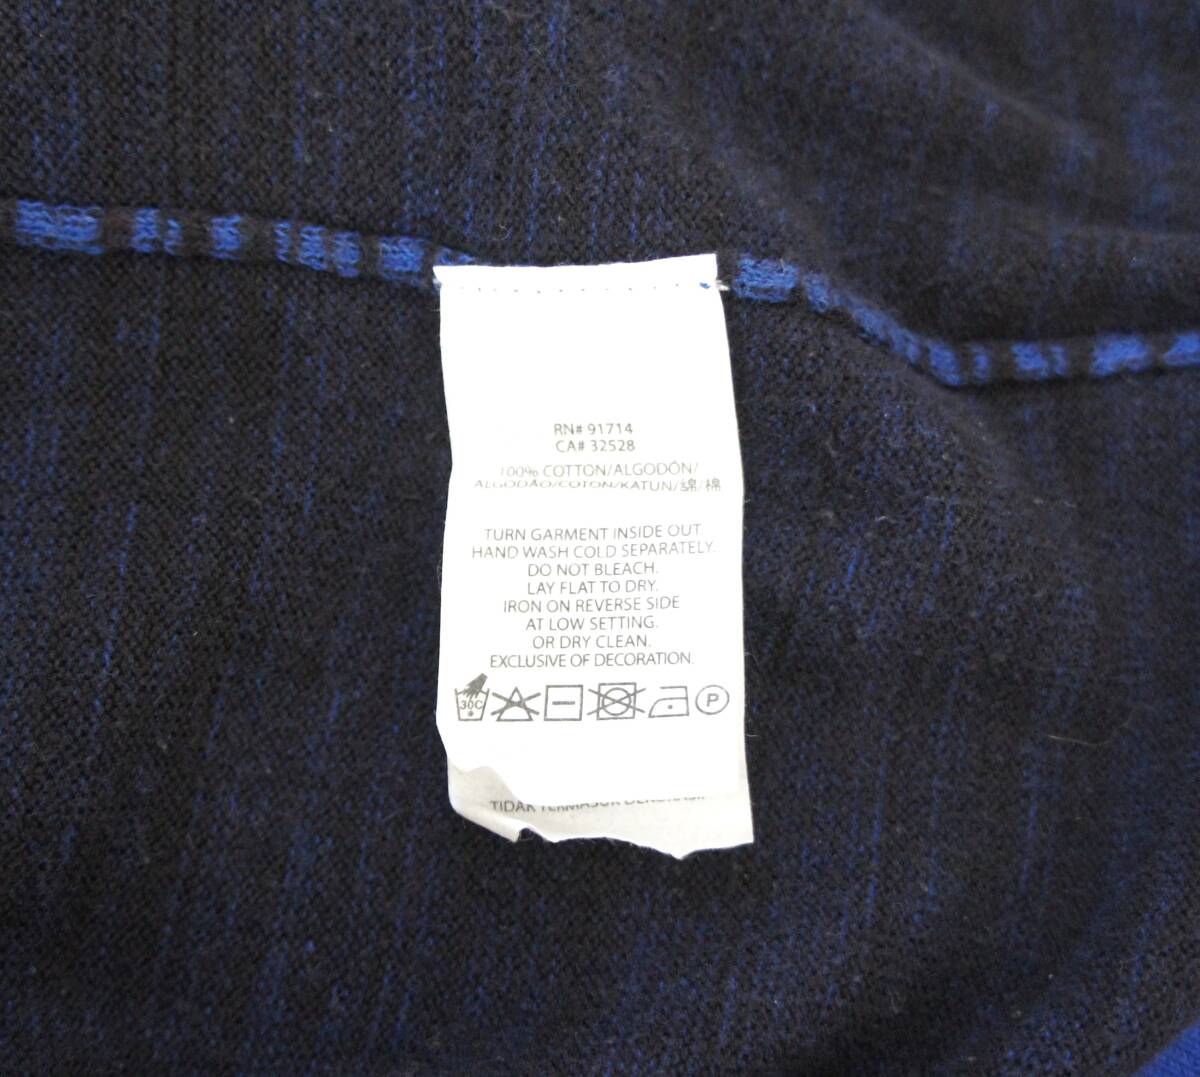 RN# 91714
CA# 32528
100% COTTON/ALGODÓN/
ALGODÃO/COTON/KATUN/綿/棉
TURN GARMENT INSIDE OUT.
HAND WASH COLD SEPARATELY.
DO NOT BLEACH.
LAY FLAT TO DRY.
IRON ON REVERSE SIDE
AT LOW SETTING.
OR DRY CLEAN.
EXCLUSIVE OF DECORATION.
30C P
TIDAK TERMASUK